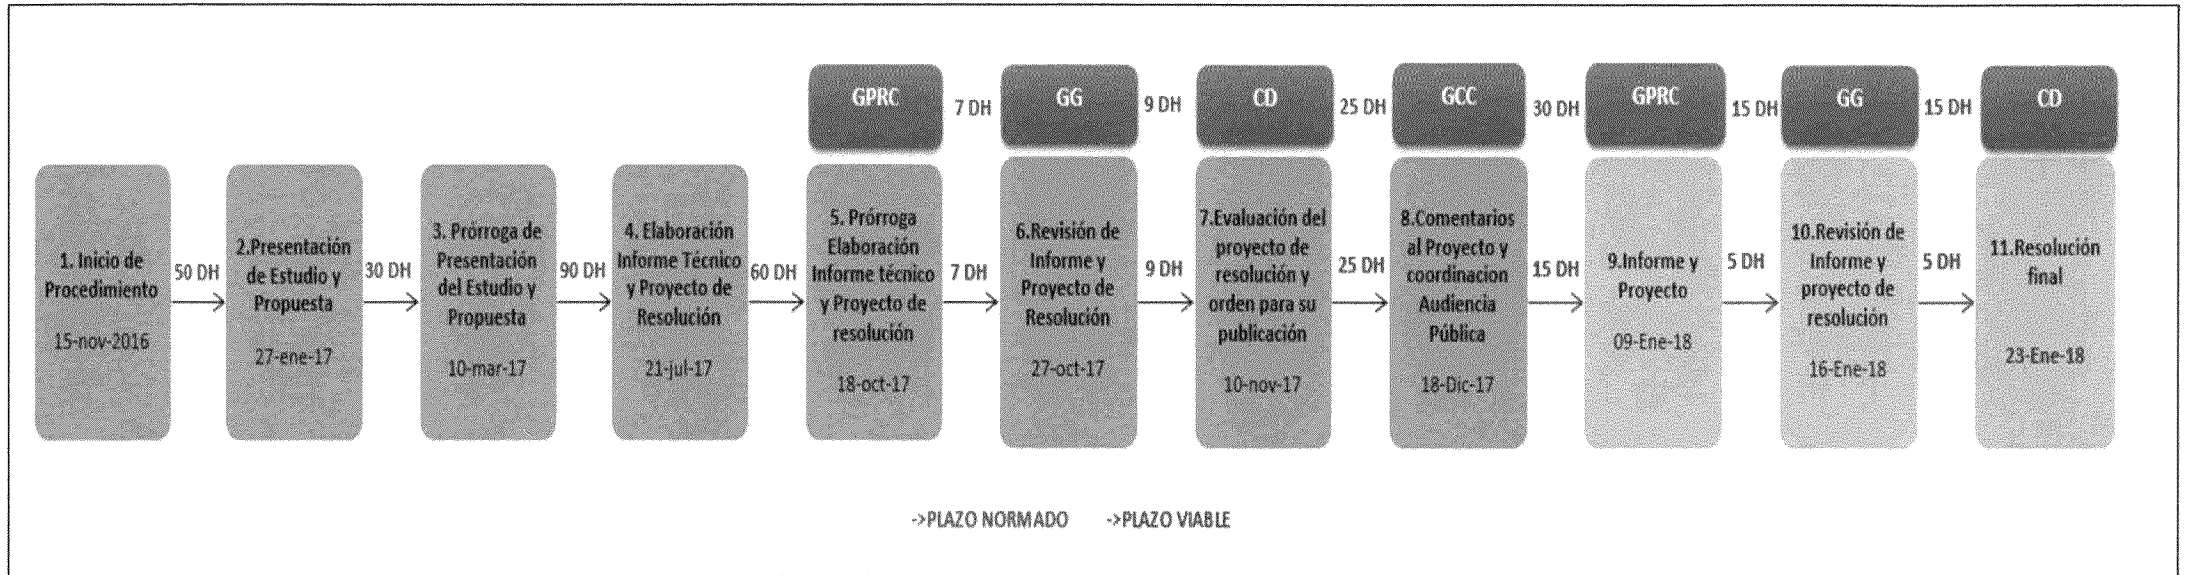 GPRC
7 DH
GG
9 DH
CD
25 DH
GCC
30 DH
GPRC
15 DH
GG
15 DH
CD
1. Inicio de
Procedimiento
15-nov-2016
50 DH
2.Presentación
de Estudio y
Propuesta
27-ene-17
30 DH
3. Prórroga de
Presentación
del Estudio y
Propuesta
10-mar-17
90 DH
4. Elaboración
Informe Técnico
y Proyecto de
Resolución
21-jul-17
60 DH
5. Prórroga
Elaboración
Informe técnico
y Proyecto de
resolución
18-oct-17
7 DH
6.Revisión de
Informe y
Proyecto de
Resolución
27-oct-17
9 DH
7.Evaluación del
proyecto de
resolución y
orden para su
publicación
10-nov-17
25 DH
8.Comentarios
al Proyecto y
coordinacion
Audiencia
Pública
18-Dic-17
15 DH
9.Informe y
Proyecto
09-Ene-18
5 DH
10.Revisión de
Informe y
proyecto de
resolución
16-Ene-18
5 DH
11.Resolución
final
23-Ene-18
->PLAZO NORMADO ->PLAZO VIABLE